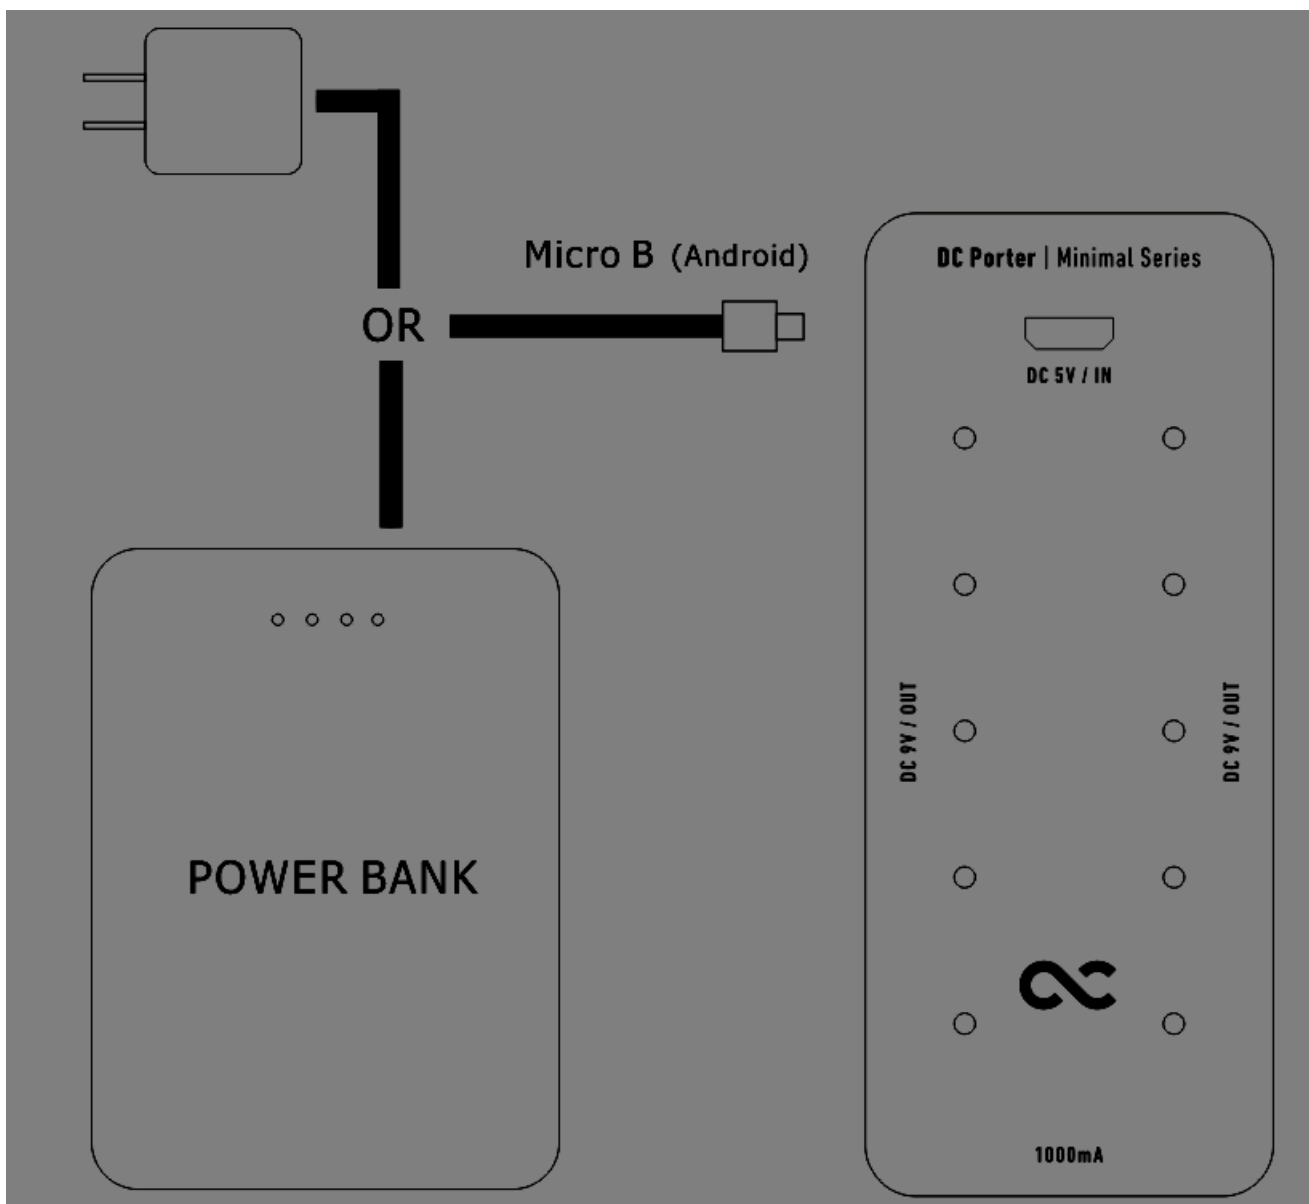 Micro B (Android)
OR
POWER BANK
DC Porter | Minimal Series
DC 5V / IN
DC 9V / OUT
DC 9V / OUT
1000mA